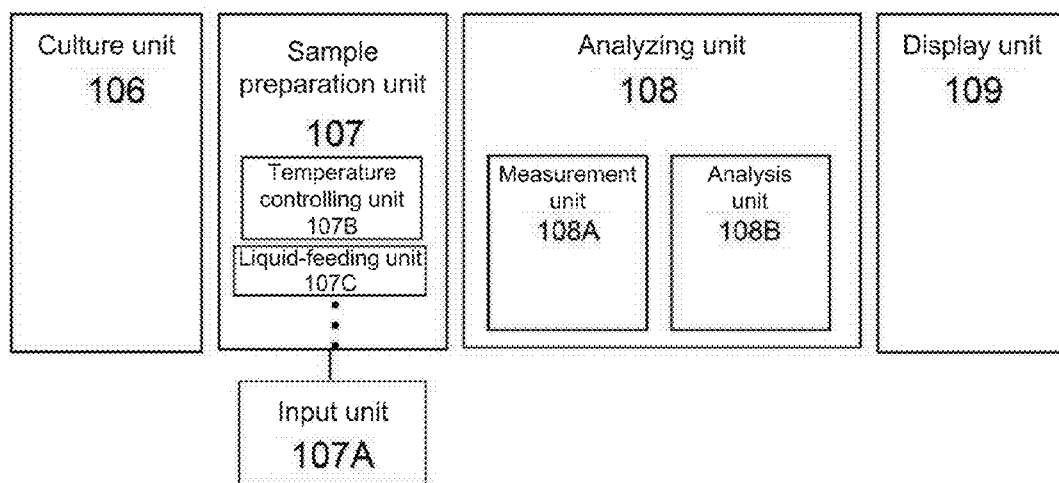 Culture unit
106
Sample
preparation unit
107
Temperature
controlling unit
107B
Liquid-feeding unit
107C
Input unit
107A
Analyzing unit
108
Measurement
unit
108A
Analysis
unit
108B
Display unit
109